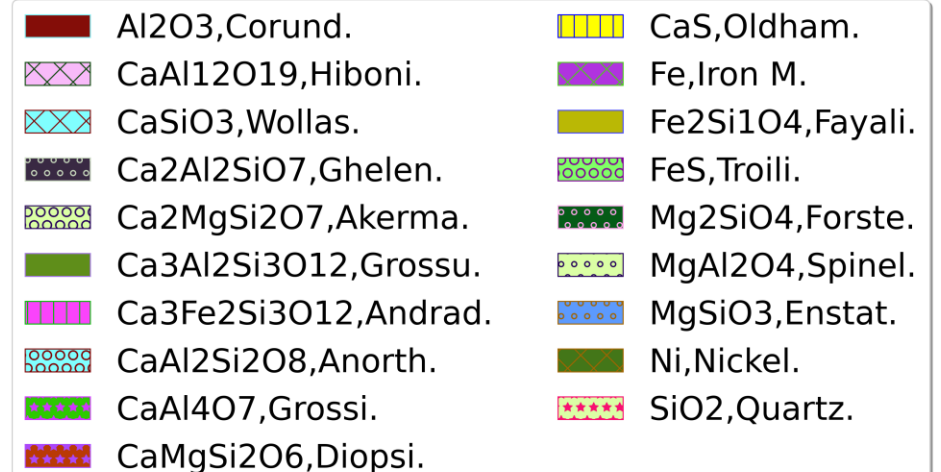 Al2O3,Corund.
CaAl12O19,Hiboni.
CaSiO3,Wollas.
Ca2Al2SiO7,Ghelen.
Ca2MgSi2O7,Akerma.
Ca3Al2Si3O12,Grossu.
Ca3Fe2Si3O12,Andrad.
CaAl2Si2O8,Anorth.
CaAl4O7,Grossi.
CaMgSi2O6,Diopsi.
CaS,Oldham.
Fe,Iron M.
Fe2Si1O4,Fayali.
FeS,Troili.
Mg2SiO4,Forste.
MgAl2O4,Spinel.
MgSiO3,Enstat.
Ni,Nickel.
SiO2,Quartz.